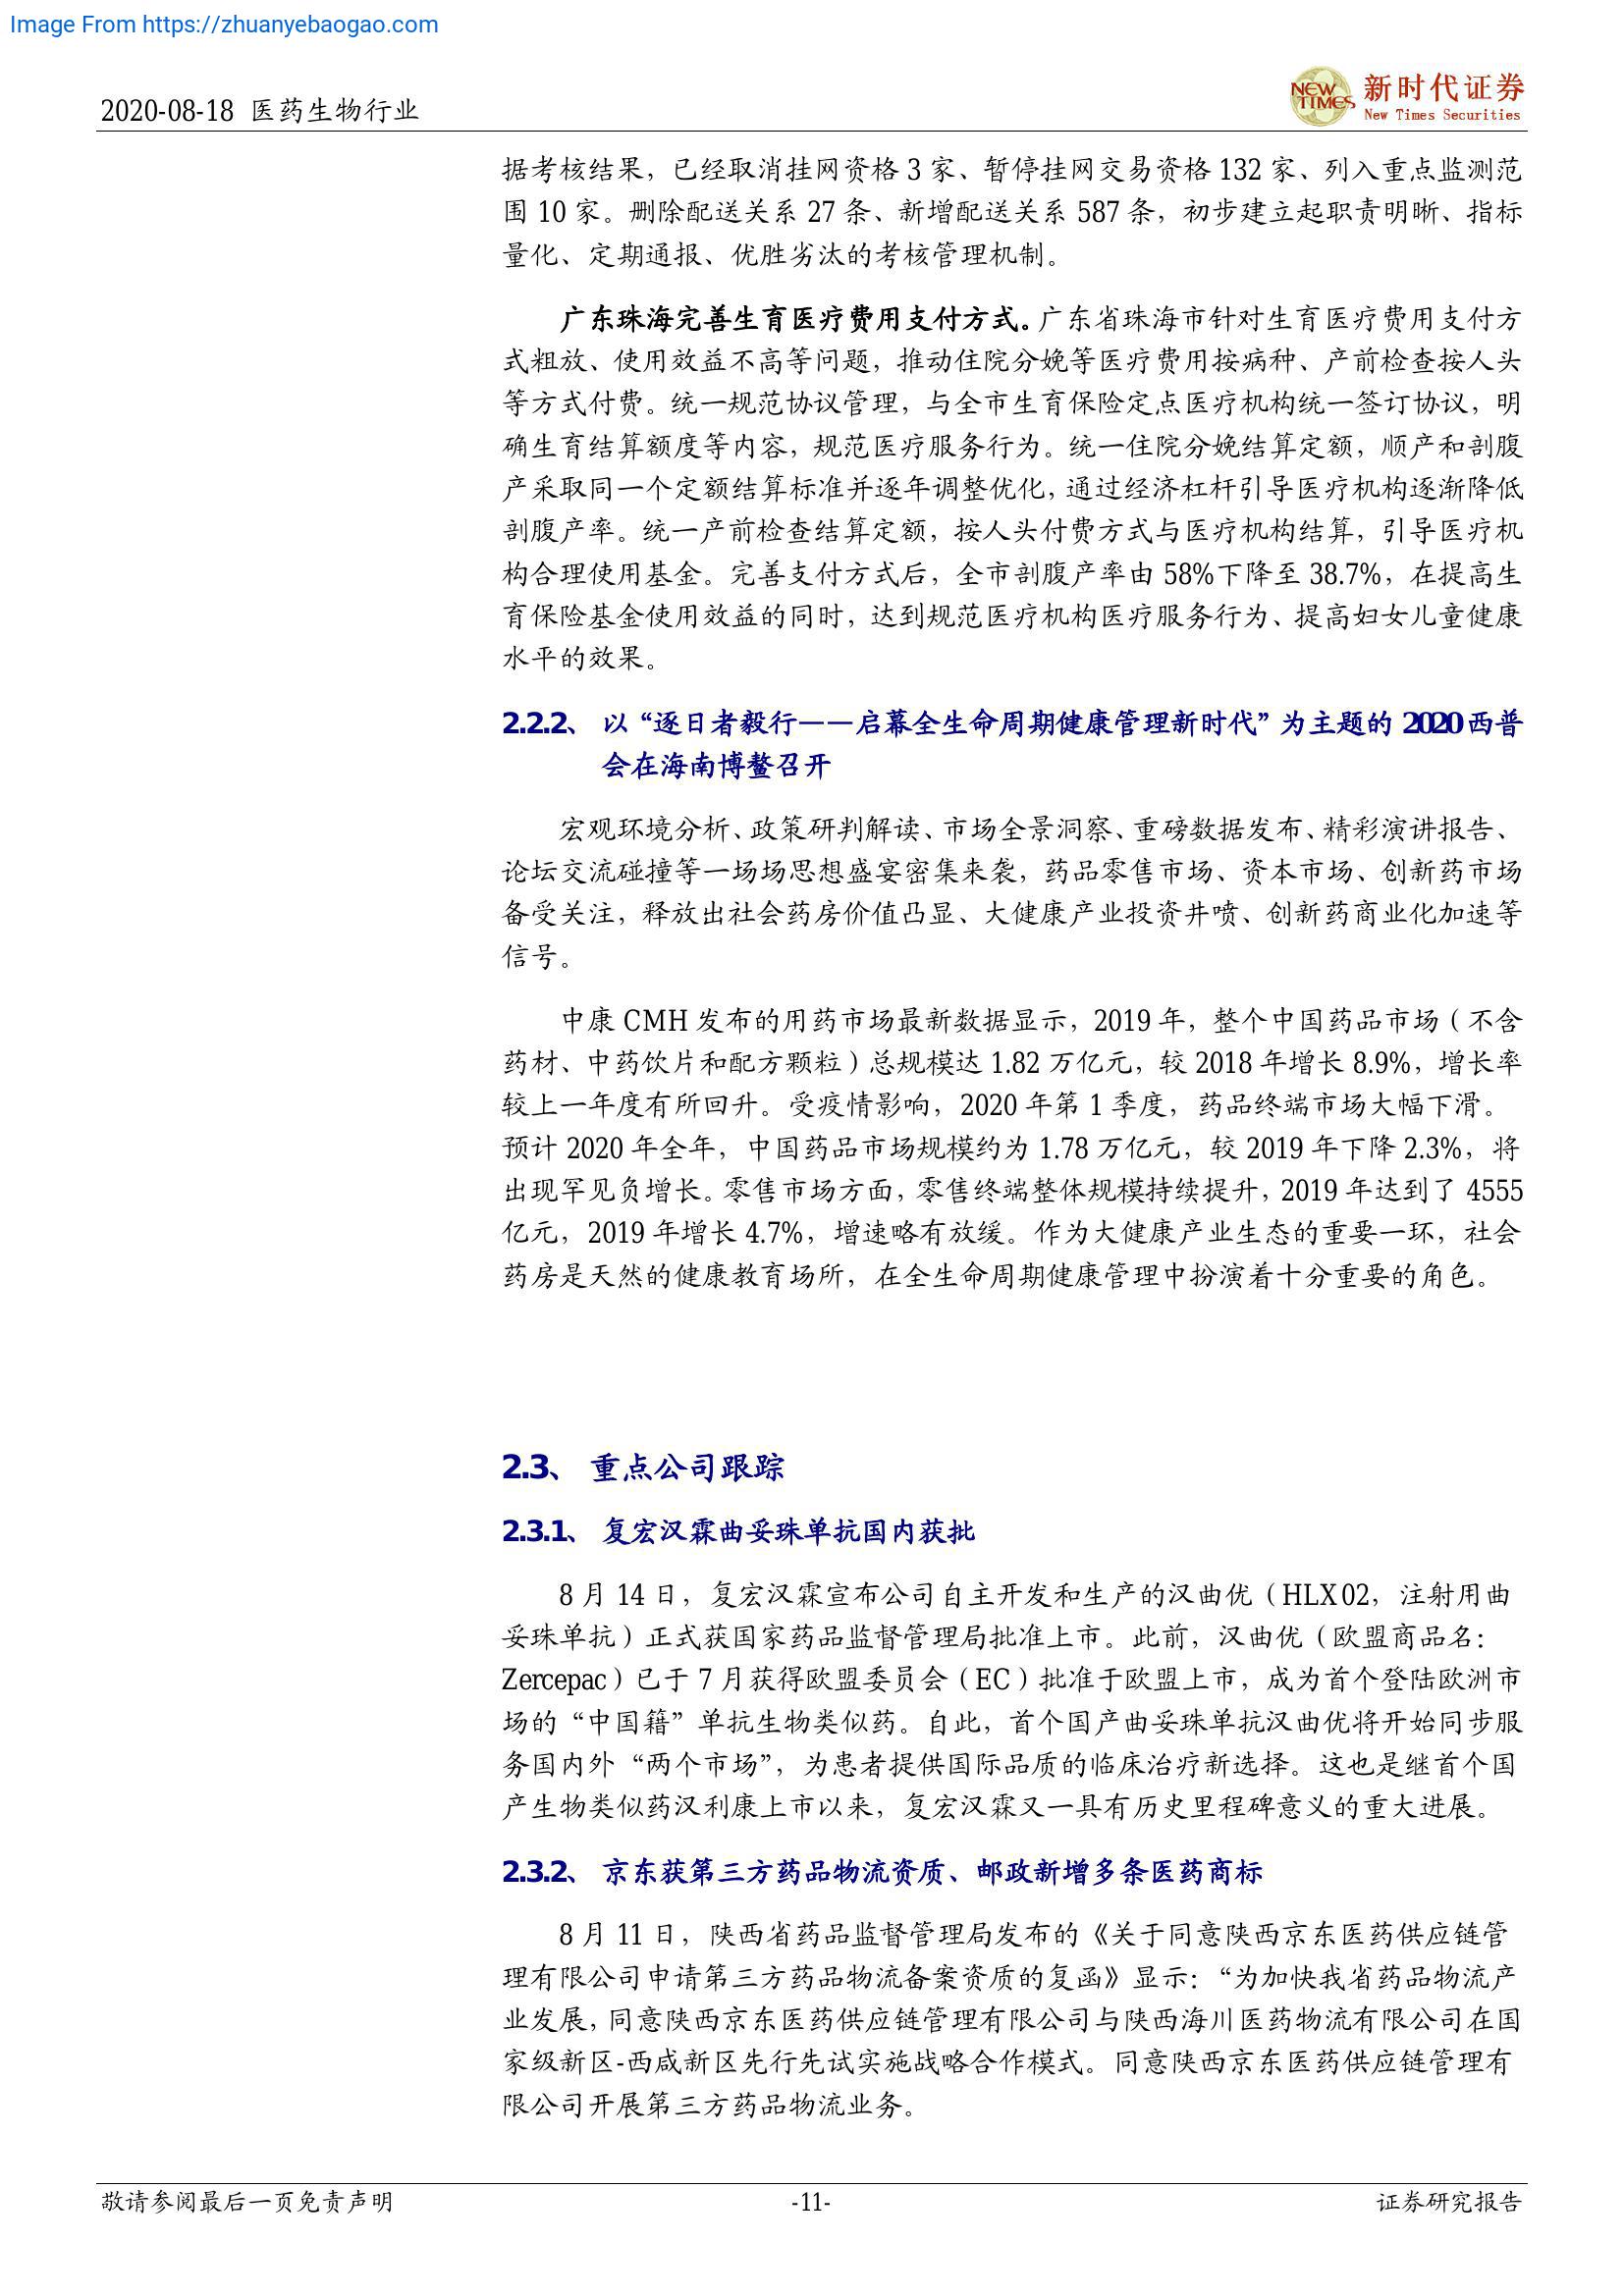 Image From https://zhuanyebaogao.com
2020-08-18 医药生物行业
NEW TIMES
新时代证券
New Times Securities
据考核结果，已经取消挂网资格 3 家、暂停挂网交易资格 132 家、列入重点监测范
围 10 家。删除配送关系 27 条、新增配送关系 587 条，初步建立起职责明晰、指标
量化、定期通报、优胜劣汰的考核管理机制。
广东珠海完善生育医疗费用支付方式。广东省珠海市针对生育医疗费用支付方
式粗放、使用效益不高等问题，推动住院分娩等医疗费用按病种、产前检查按人头
等方式付费。统一规范协议管理，与全市生育保险定点医疗机构统一签订协议，明
确生育结算额度等内容，规范医疗服务行为。统一住院分娩结算定额，顺产和剖腹
产采取同一个定额结算标准并逐年调整优化，通过经济杠杆引导医疗机构逐渐降低
剖腹产率。统一产前检查结算定额，按人头付费方式与医疗机构结算，引导医疗机
构合理使用基金。完善支付方式后，全市剖腹产率由 58%下降至 38.7%，在提高生
育保险基金使用效益的同时，达到规范医疗机构医疗服务行为、提高妇女儿童健康
水平的效果。
2.2.2、 以“逐日者毅行——启幕全生命周期健康管理新时代”为主题的 2020 西普
会在海南博鳌召开
宏观环境分析、政策研判解读、市场全景洞察、重磅数据发布、精彩演讲报告、
论坛交流碰撞等一场场思想盛宴密集来袭，药品零售市场、资本市场、创新药市场
备受关注，释放出社会药房价值凸显、大健康产业投资井喷、创新药商业化加速等
信号。
中康 CMH 发布的用药市场最新数据显示，2019 年，整个中国药品市场（不含
药材、中药饮片和配方颗粒）总规模达 1.82 万亿元，较 2018 年增长 8.9%，增长率
较上一年度有所回升。受疫情影响，2020 年第 1 季度，药品终端市场大幅下滑。
预计 2020 年全年，中国药品市场规模约为 1.78 万亿元，较 2019 年下降 2.3%，将
出现罕见负增长。零售市场方面，零售终端整体规模持续提升，2019 年达到了 4555
亿元，2019 年增长 4.7%，增速略有放缓。作为大健康产业生态的重要一环，社会
药房是天然的健康教育场所，在全生命周期健康管理中扮演着十分重要的角色。
2.3、 重点公司跟踪
2.3.1、 复宏汉霖曲妥珠单抗国内获批
8 月 14 日，复宏汉霖宣布公司自主开发和生产的汉曲优（HLX02，注射用曲
妥珠单抗）正式获国家药品监督管理局批准上市。此前，汉曲优（欧盟商品名：
Zercepac）已于 7 月获得欧盟委员会（EC）批准于欧盟上市，成为首个登陆欧洲市
场的“中国籍”单抗生物类似药。自此，首个国产曲妥珠单抗汉曲优将开始同步服
务国内外“两个市场”，为患者提供国际品质的临床治疗新选择。这也是继首个国
产生物类似药汉利康上市以来，复宏汉霖又一具有历史里程碑意义的重大进展。
2.3.2、 京东获第三方药品物流资质、邮政新增多条医药商标
8 月 11 日，陕西省药品监督管理局发布的《关于同意陕西京东医药供应链管
理有限公司申请第三方药品物流备案资质的复函》显示：“为加快我省药品物流产
业发展，同意陕西京东医药供应链管理有限公司与陕西海川医药物流有限公司在国
家级新区-西咸新区先行先试实施战略合作模式。同意陕西京东医药供应链管理有
限公司开展第三方药品物流业务。
敬请参阅最后一页免责声明
-11-
证券研究报告